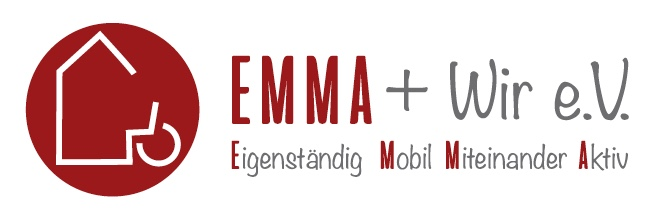 EMMA + Wir e.V.
Eigenständig Mobil Miteinander Aktiv